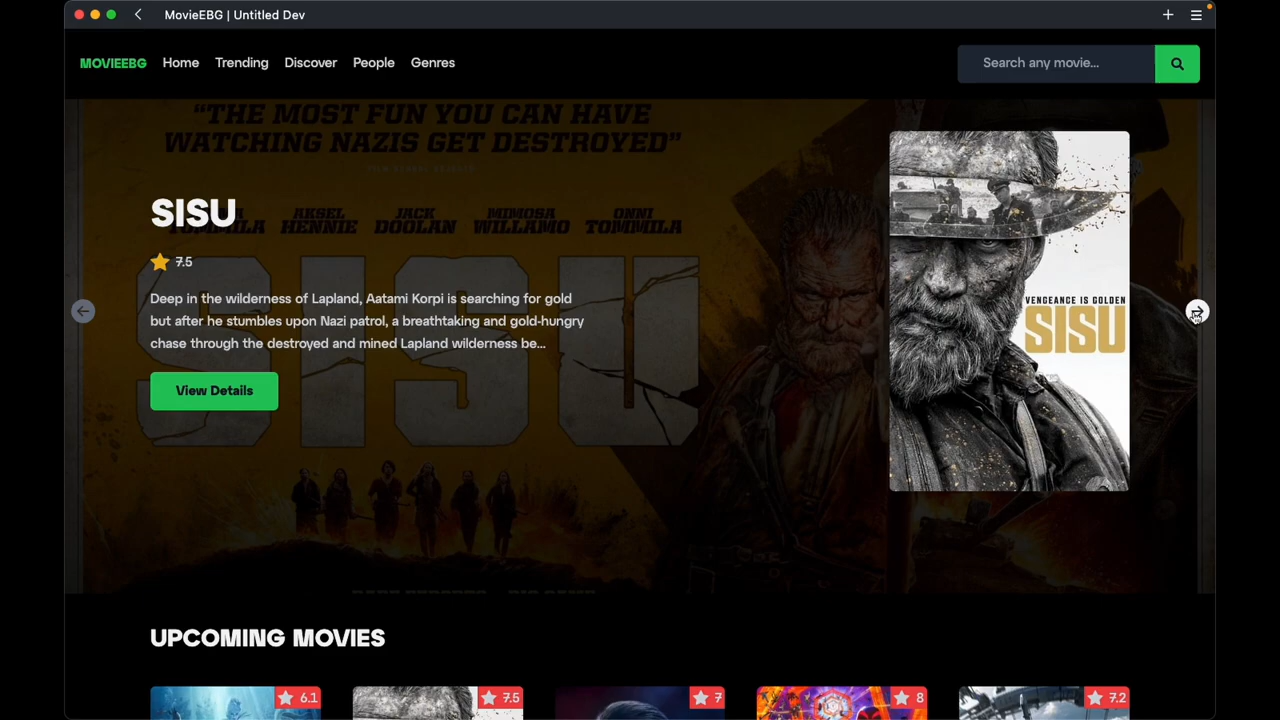 MovieEBG | Untitled Dev
MOVIEEBG Home Trending Discover People Genres
Search any movie...
“THE MOST FUN YOU CAN HAVE
WATCHING NAZIS GET DESTROYED”
SISU
TOMMILA
AKSEL
HENNIE
JACK
DOOLAN
MIMOSA
WILLAMO
ONNI
TOMMILA
SISU
7.5
Deep in the wilderness of Lapland, Aatami Korpi is searching for gold
but after he stumbles upon Nazi patrol, a breathtaking and gold-hungry
chase through the destroyed and mined Lapland wilderness be...
View Details
VENGEANCE IS GOLDEN
SISU
UPCOMING MOVIES
6.1
7.5
7
8
7.2